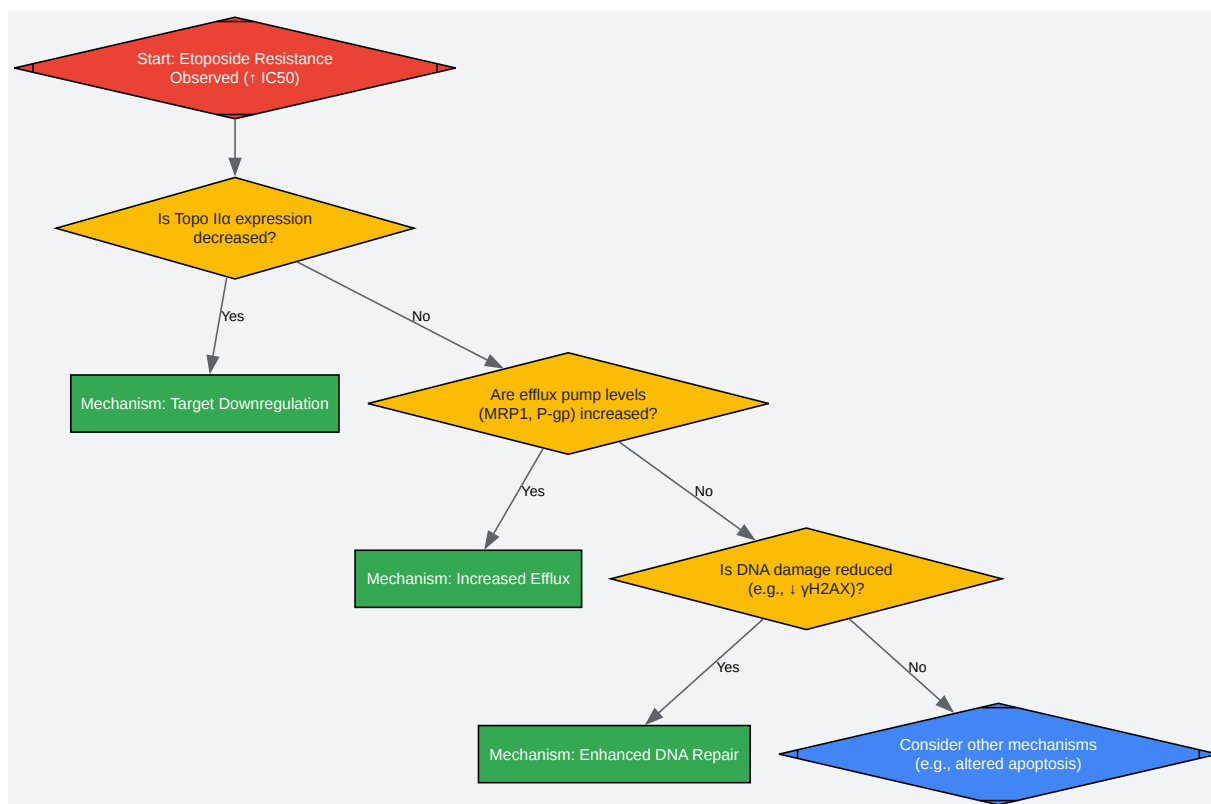 Start: Etoposide Resistance
Observed (↑ IC50)
Is Topo IIα expression
decreased?
Yes
No
Mechanism: Target Downregulation
Are efflux pump levels
(MRP1, P-gp) increased?
Yes
No
Mechanism: Increased Efflux
Is DNA damage reduced
(e.g., ↓ γH2AX)?
Yes
No
Mechanism: Enhanced DNA Repair
Consider other mechanisms
(e.g., altered apoptosis)